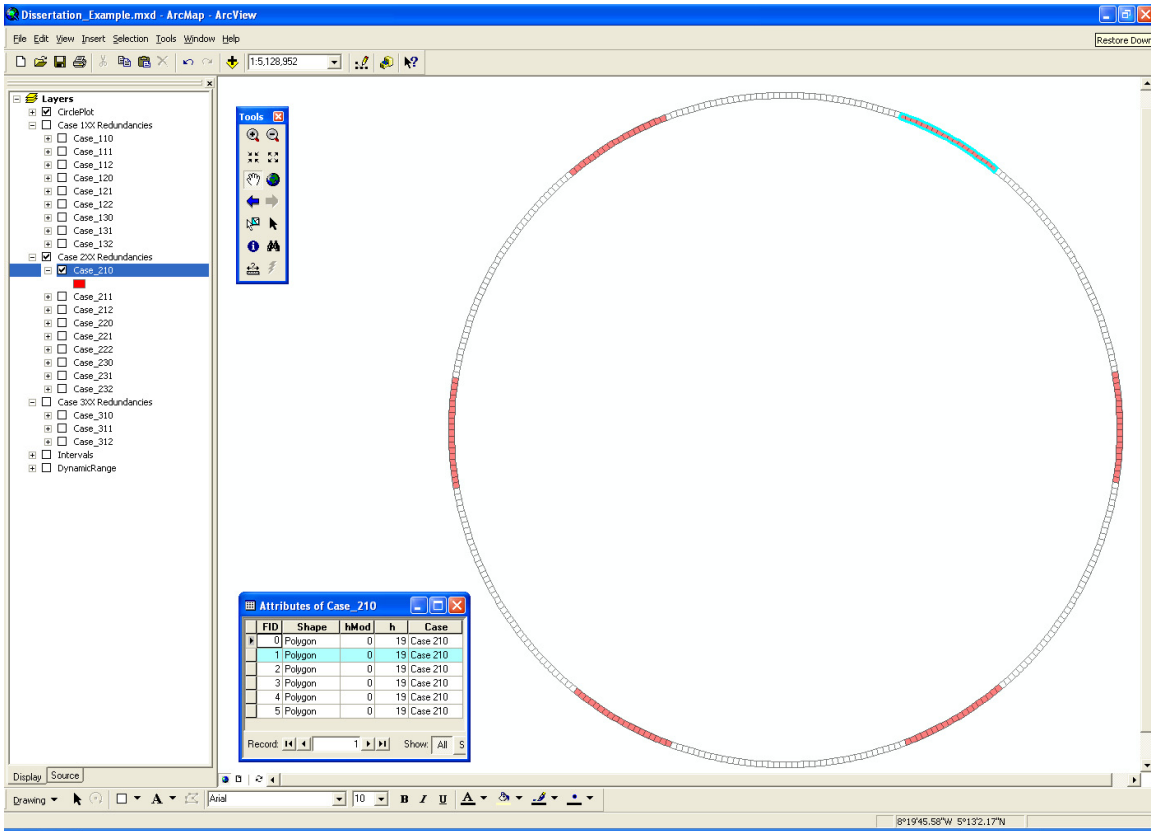 Dissertation_Example.mxd - ArcMap - ArcView
File Edit View Insert Selection Tools Window Help
Restore Down
1:5,128,952
Layers
CirclePlot
Case 1XX Redundancies
Case_110
Case_111
Case_112
Case_120
Case_121
Case_122
Case_130
Case_131
Case_132
Case 2XX Redundancies
Case_210
Case_211
Case_212
Case_220
Case_221
Case_222
Case_230
Case_231
Case_232
Case 3XX Redundancies
Case_310
Case_311
Case_312
Intervals
DynamicRange
Tools
Attributes of Case_210
FID Shape hMod h Case
0 Polygon 0 19 Case 210
1 Polygon 0 19 Case 210
2 Polygon 0 19 Case 210
3 Polygon 0 19 Case 210
4 Polygon 0 19 Case 210
5 Polygon 0 19 Case 210
Record: 1 Show: All S
Display Source
Drawing A Arial 10 B I U A
8°19'45.58"W 5°13'2.17"N